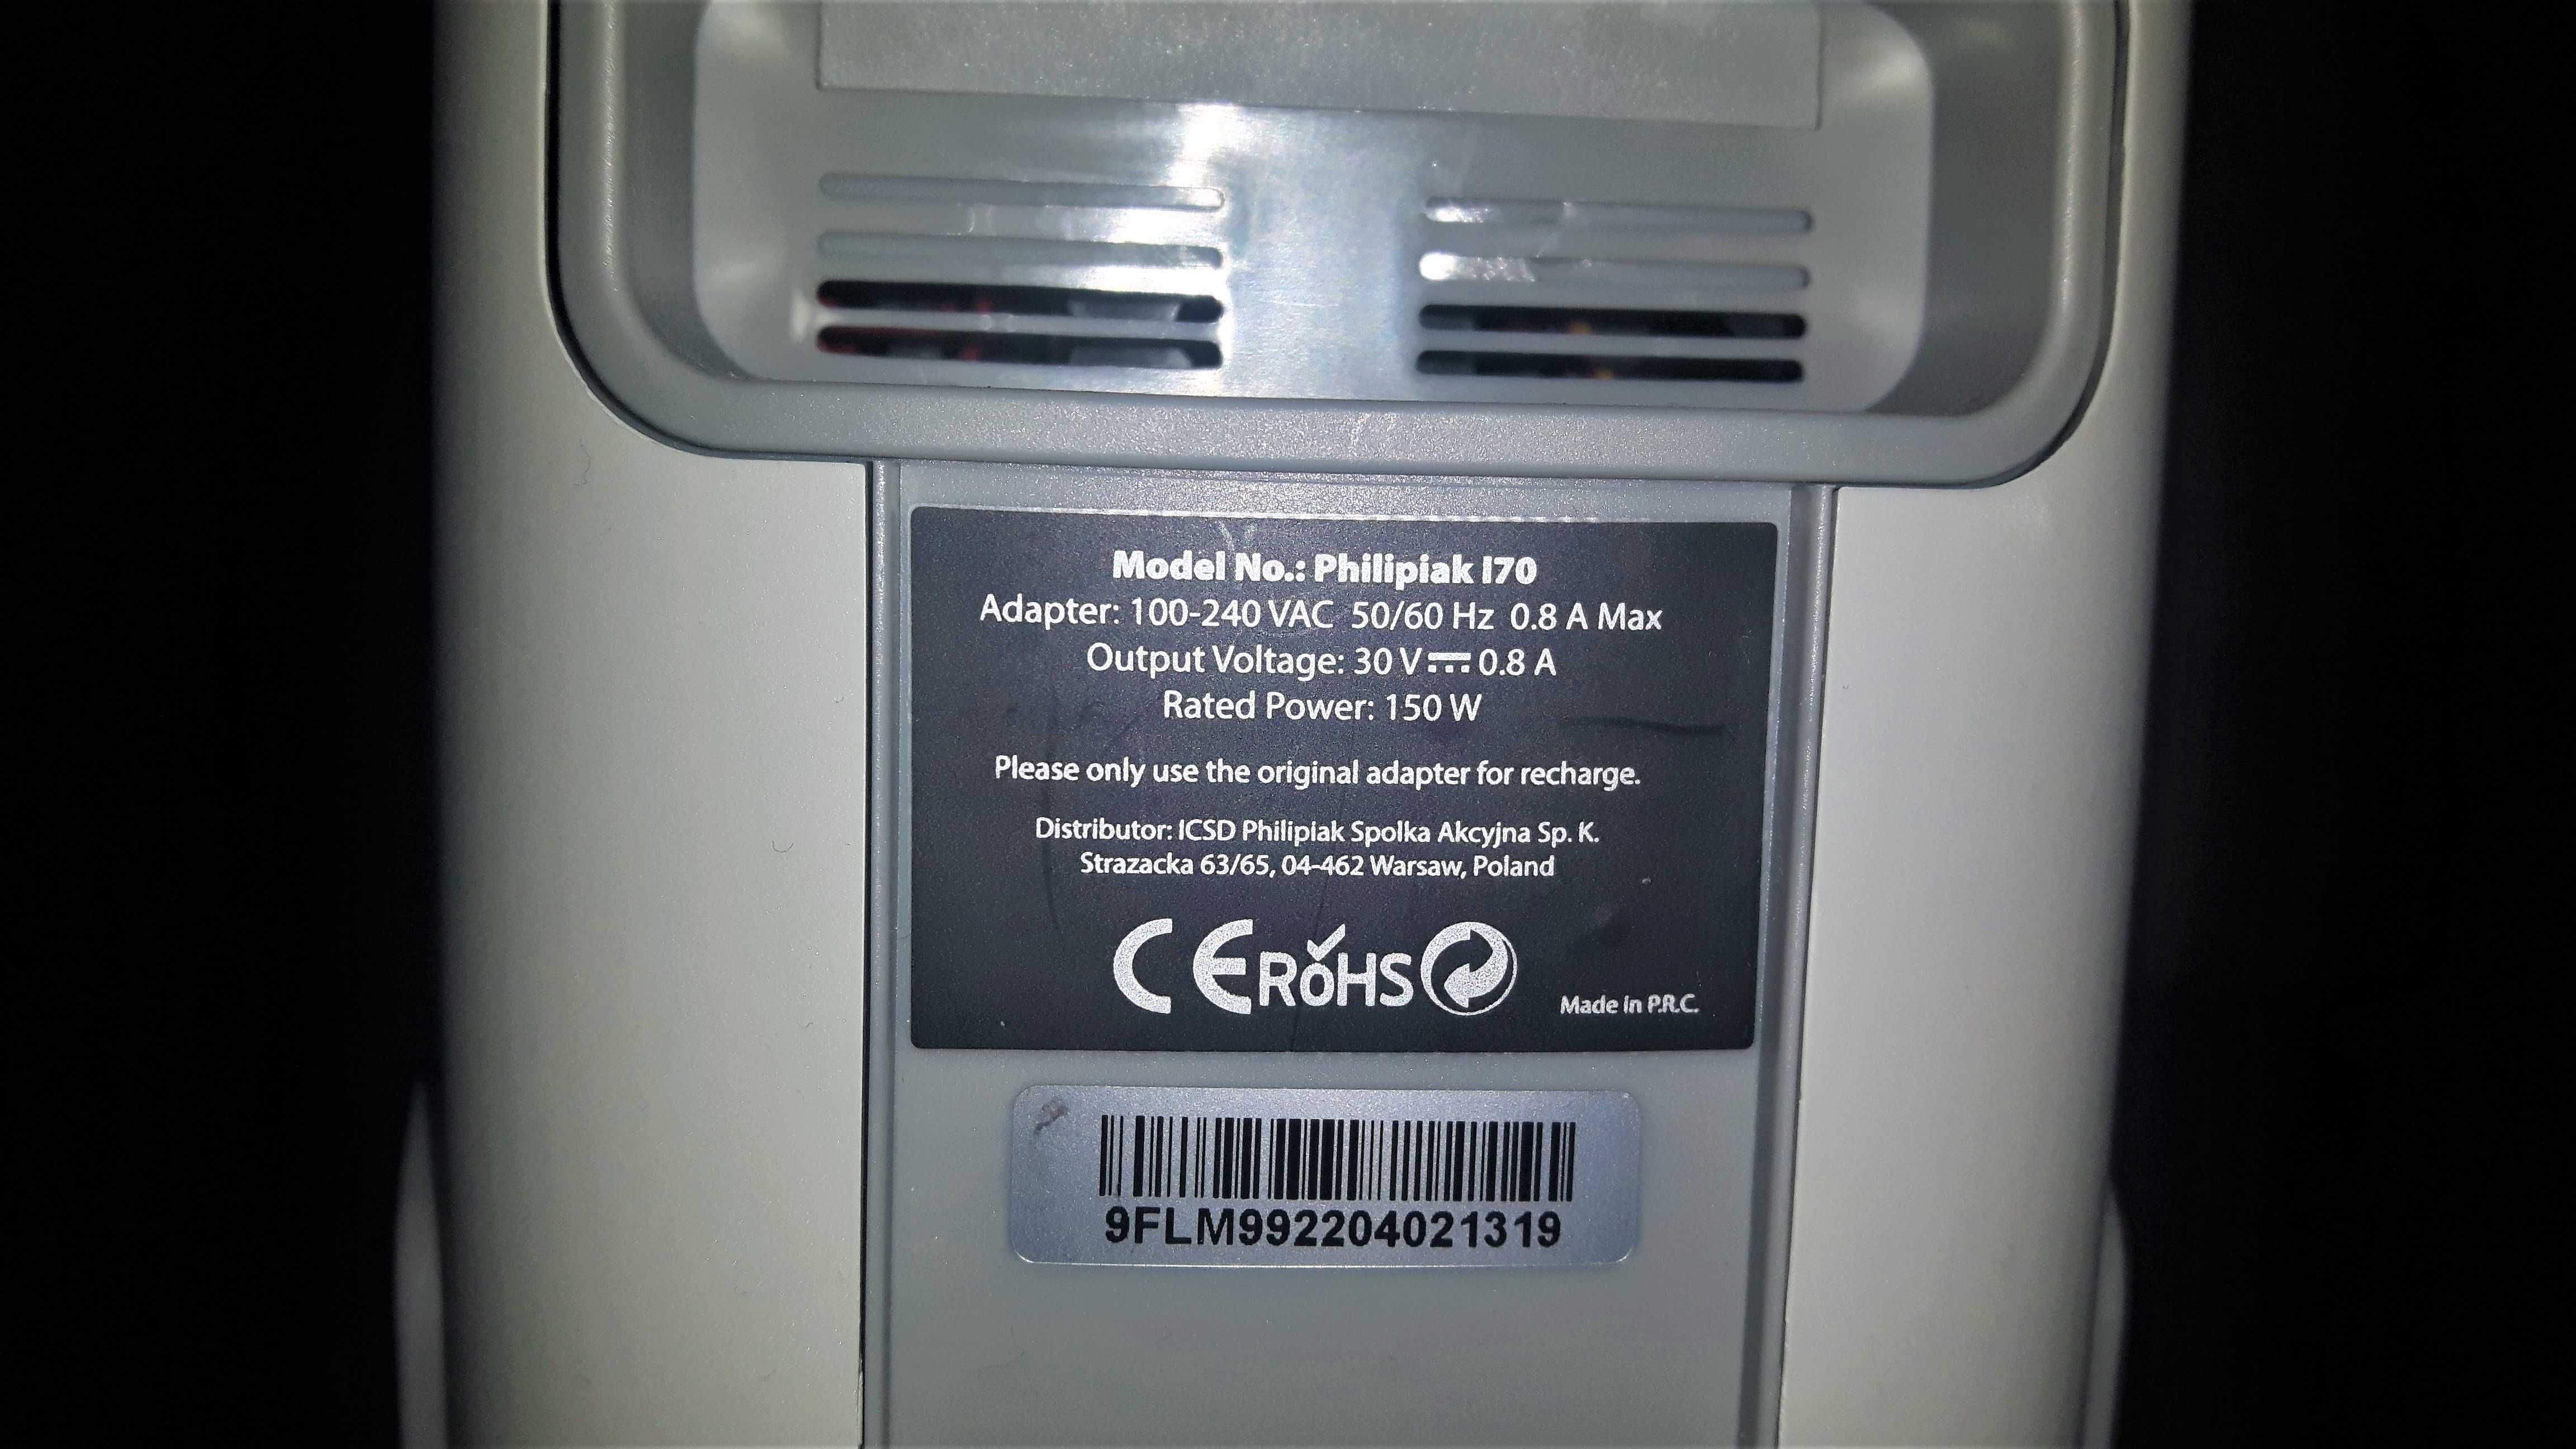 Model No.: Philipiak I70
Adapter: 100-240 VAC 50/60 Hz 0.8 A Max
Output Voltage: 30 V⎓0.8 A
Rated Power: 150 W
Please only use the original adapter for recharge.
Distributor: ICSD Philipiak Spolka Akcyjna Sp. K.
Strazacka 63/65, 04-462 Warsaw, Poland
CE ROHS
Made in P.R.C.
9FLM992204021319